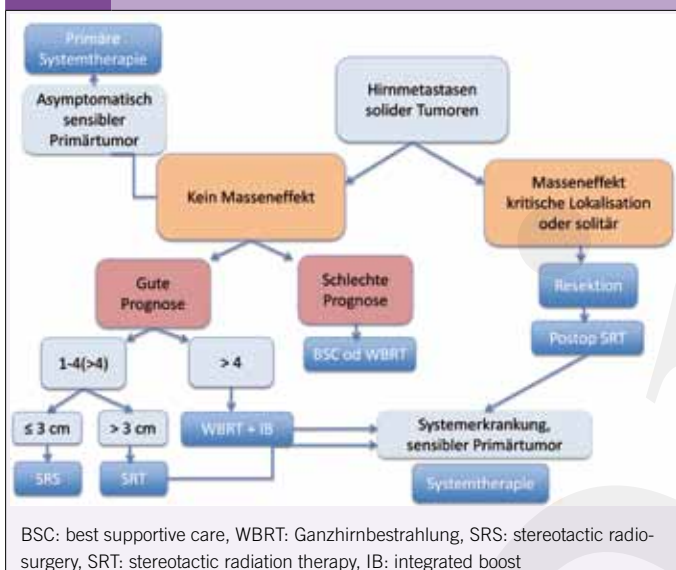 Primäre
Systemtherapie
Asymptomatisch
sensibler
Primärtumor
Hirnmetastasen
solider Tumoren
Kein Masseneffekt
Masseneffekt
kritische Lokalisation
oder solitär
Gute
Prognose
Schlechte
Prognose
Resektion
1-4(>4)
> 4
BSC od WBRT
Postop SRT
≤ 3 cm
> 3 cm
WBRT + IB
Systemerkrankung,
sensibler Primärtumor
SRS
SRT
Systemtherapie
BSC: best supportive care, WBRT: Ganzhirnbestrahlung, SRS: stereotactic radio-
surgery, SRT: stereotactic radiation therapy, IB: integrated boost